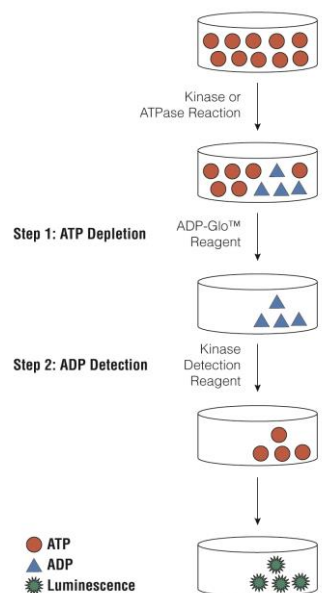 Kinase or
ATPase Reaction
Step 1: ATP Depletion
ADP-Glo™
Reagent
Step 2: ADP Detection
Kinase
Detection
Reagent
ATP
ADP
Luminescence